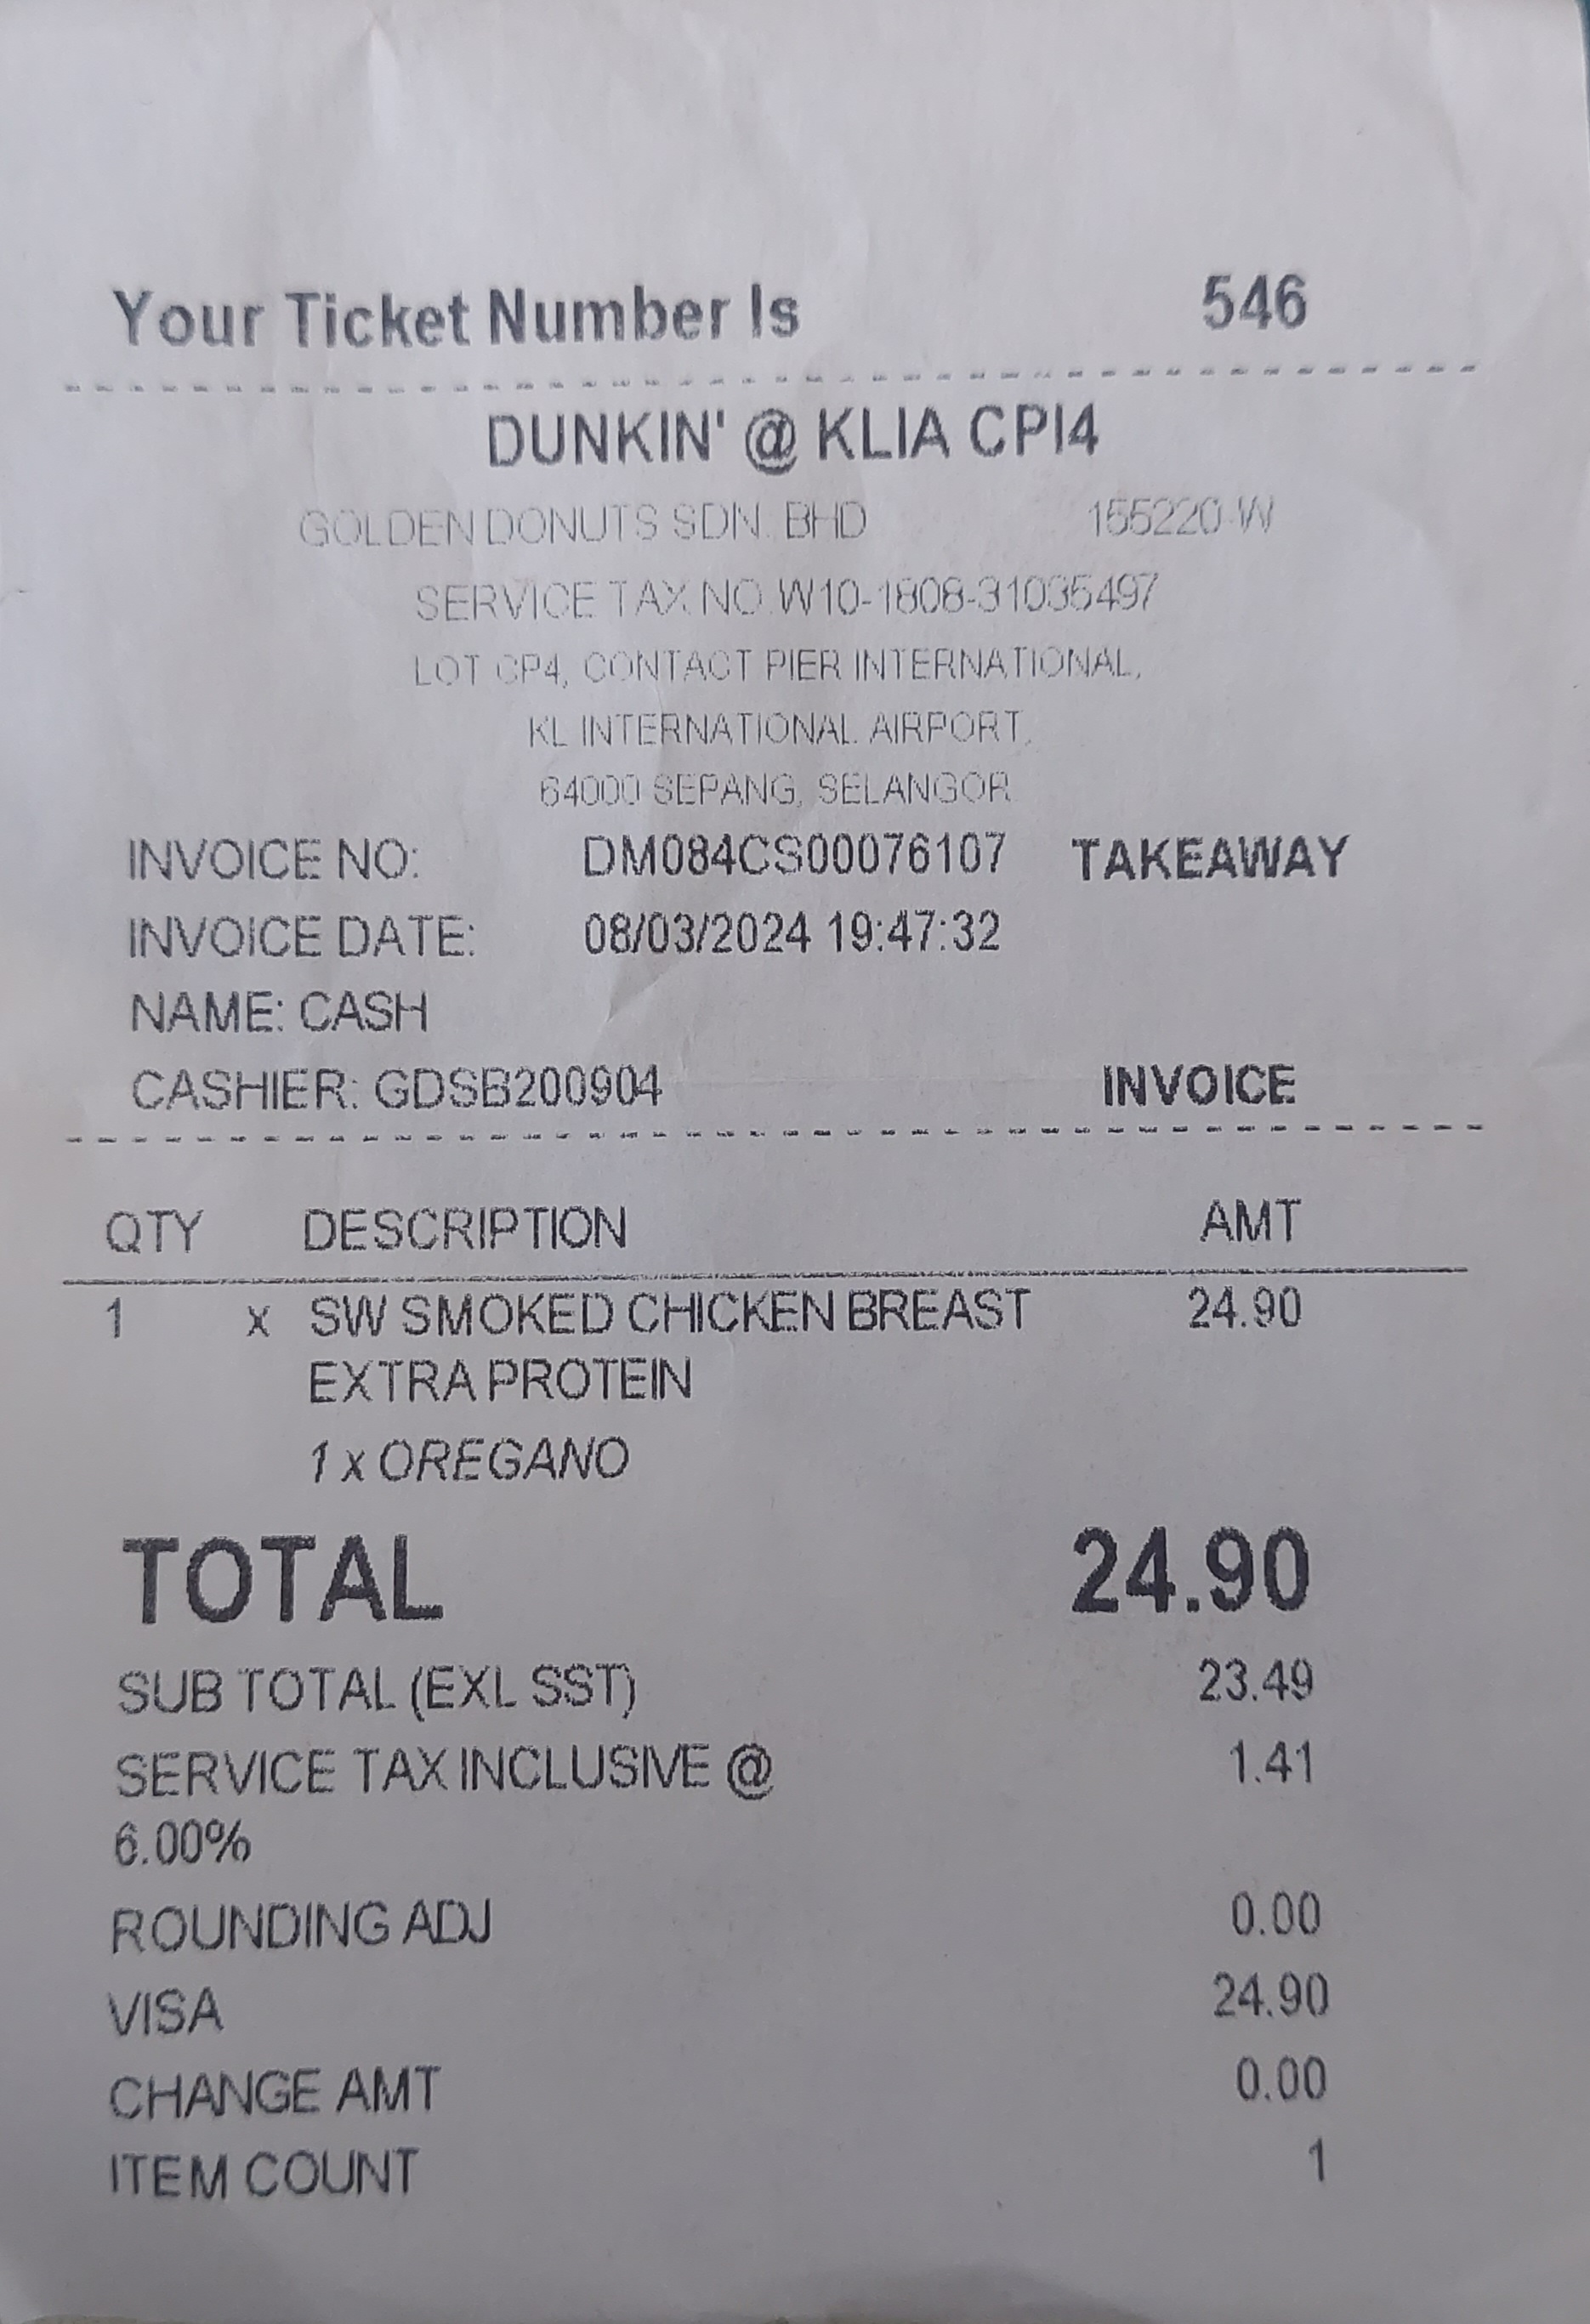 Your Ticket Number Is 546
DUNKIN' @ KLIA CPI4
GOLDEN DONUTS SDN. BHD 155220-W
SERVICE TAX NO.W10-1808-31035497
LOT CP4, CONTACT PIER INTERNATIONAL,
KL INTERNATIONAL AIRPORT,
64000 SEPANG, SELANGOR
INVOICE NO: DM084CS00076107 TAKEAWAY
INVOICE DATE: 08/03/2024 19:47:32
NAME: CASH
CASHIER: GDSB200904 INVOICE
QTY DESCRIPTION AMT
1 x SW SMOKED CHICKEN BREAST 24.90
EXTRA PROTEIN
1 x OREGANO
TOTAL 24.90
SUB TOTAL (EXL SST) 23.49
SERVICE TAX INCLUSIVE @ 1.41
6.00%
ROUNDING ADJ 0.00
VISA 24.90
CHANGE AMT 0.00
ITEM COUNT 1